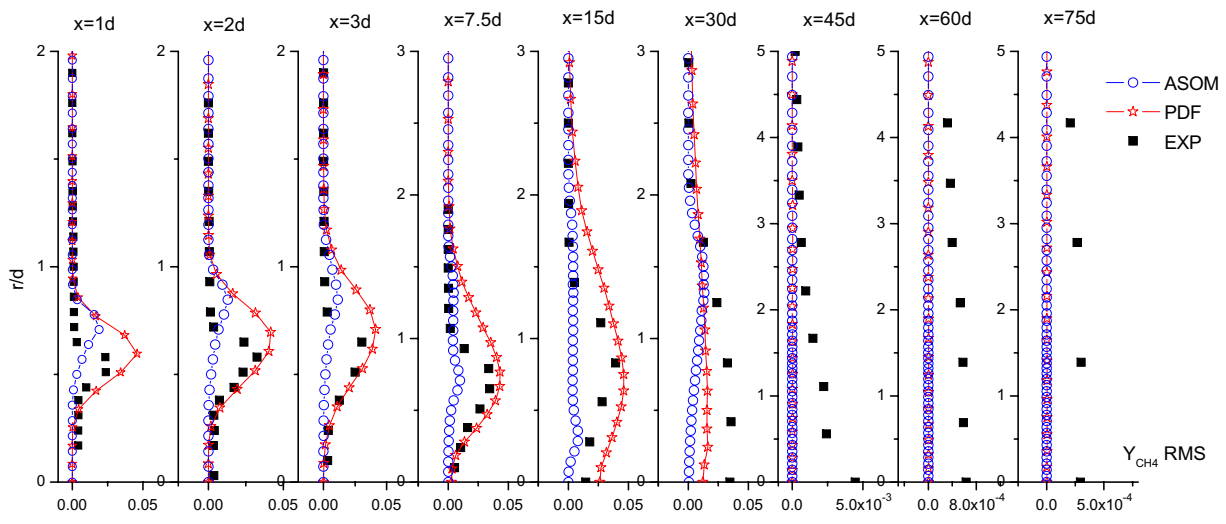 x=1d x=2d x=3d x=7.5d x=15d x=30d x=45d x=60d x=75d
2 2 2 3 3 3 5 5 5
ASOM
PDF
EXP
4 4 4
2 2 2
3 3 3
r/d
1 1 1
2 2 2
1 1 1
1 1 1
Y_CH4 RMS
0 0 0 0 0 0 0 0 0
0.00 0.05 0.00 0.05 0.00 0.05 0.00 0.05 0.00 0.05 0.00 0.05 0.00 5.0x10⁻³ 0.00 8.0x10⁻⁴ 0.00 5.0x10⁻⁴